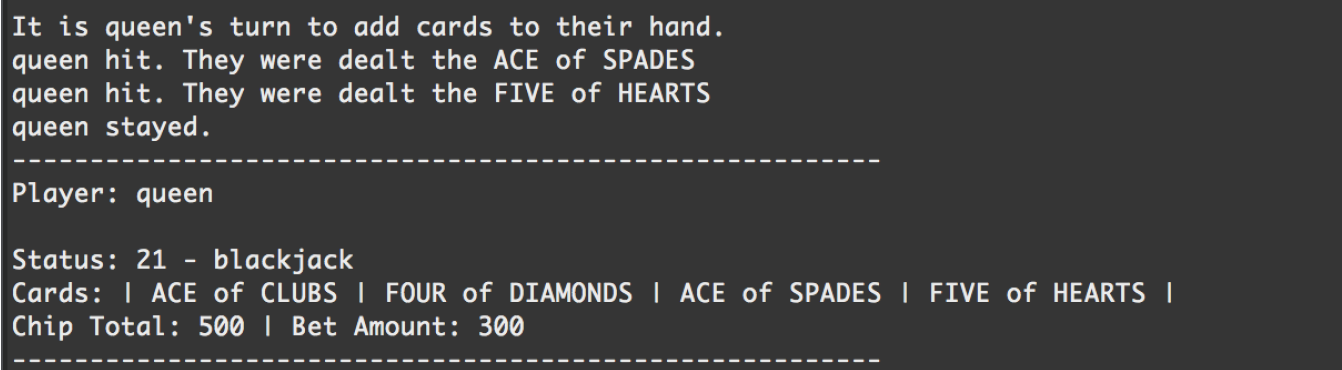 It is queen's turn to add cards to their hand.
queen hit. They were dealt the ACE of SPADES
queen hit. They were dealt the FIVE of HEARTS
queen stayed.
--------------------------------------------------------
Player: queen
Status: 21 - blackjack
Cards: | ACE of CLUBS | FOUR of DIAMONDS | ACE of SPADES | FIVE of HEARTS |
Chip Total: 500 | Bet Amount: 300
--------------------------------------------------------